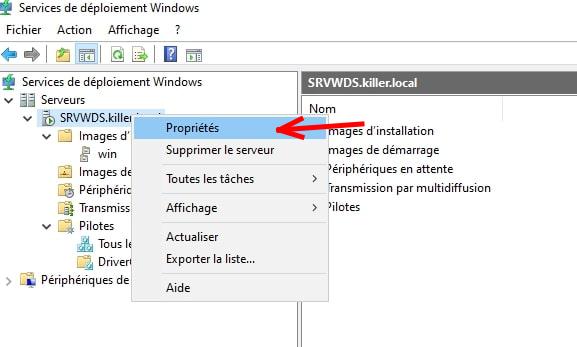 Services de déploiement Windows
Fichier Action Affichage ?
Services de déploiement Windows
Serveurs
SRVWDS.killer.local
Images d'
win
Images de
Périphériq
Transmiss
Pilotes
Tous le
Driver
Périphériques de
Propriétés
Supprimer le serveur
Toutes les tâches
Affichage
Actualiser
Exporter la liste...
Aide
SRVWDS.killer.local
Nom
Images d'installation
Images de démarrage
Périphériques en attente
Transmission par multidiffusion
Pilotes